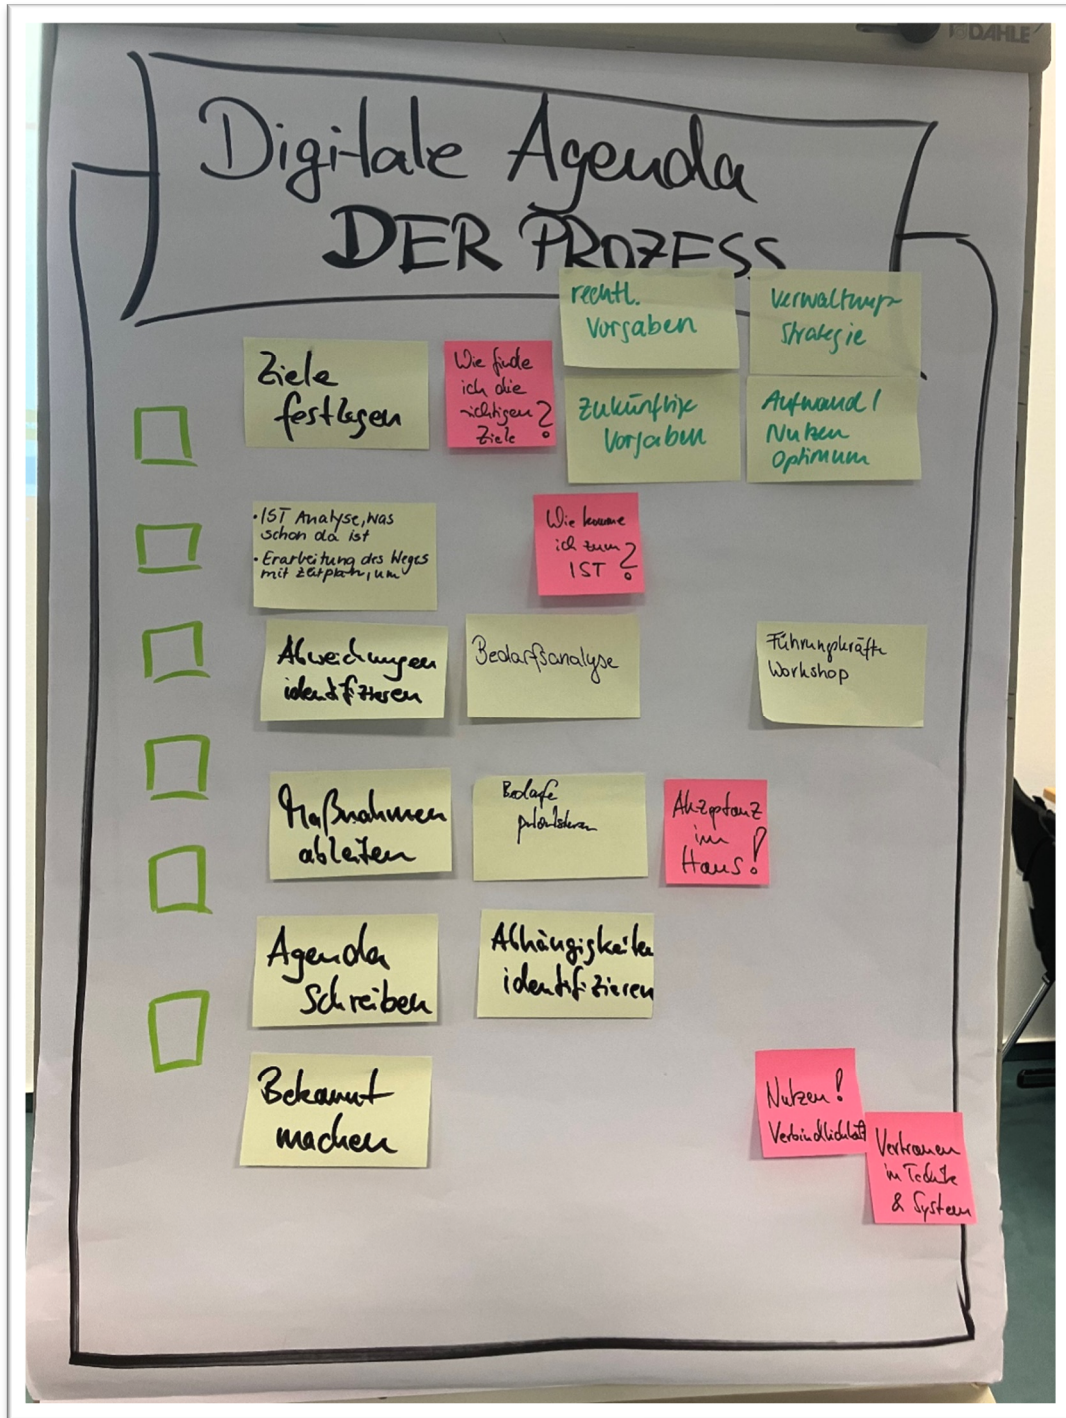 DAHLE
Digitale Agenda
DER PROZESS
rechtl.
Vorgaben
Verwaltungs-
strategie
Ziele
festlegen
Wie finde
ich die
richtigen
Ziele ?
Zukünftige
Vorgaben
Aufwand/
Nutzen
Optimum
• IST Analyse, was
schon da ist
• Erarbeitung des Weges
mit Zeitplan, um
Wie komme
ich zum
IST ?
Abweichungen
identifizieren
Bedarfsanalyse
Führungskräfte
Workshop
Maßnahmen
ableiten
Bedarfe
priorisieren
Akzeptanz
im
Haus !
Agenda
schreiben
Abhängigkeiten
identifizieren
Bekannt
machen
Nutzen !
Verbindlichkeit
Vertrauen
in Technik
& System